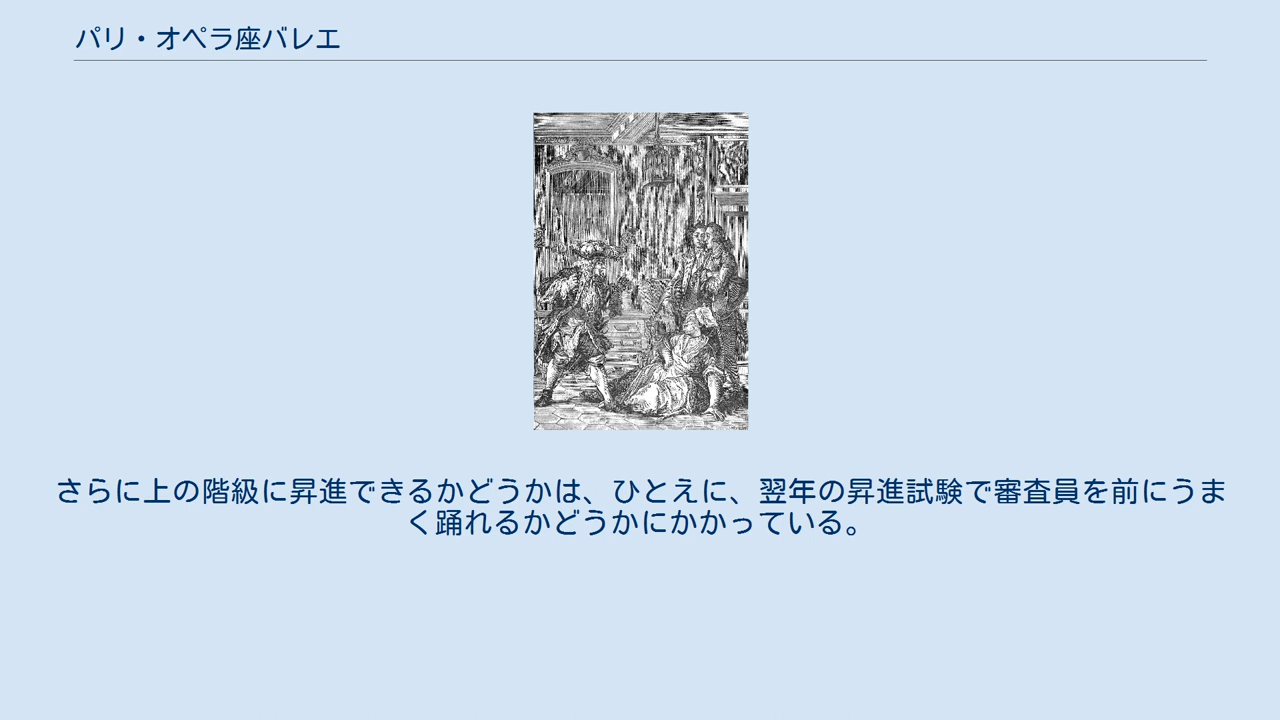 パリ・オペラ座バレエ
さらに上の階級に昇進できるかどうかは、ひとえに、翌年の昇進試験で審査員を前にうま
く踊れるかどうかにかかっている。